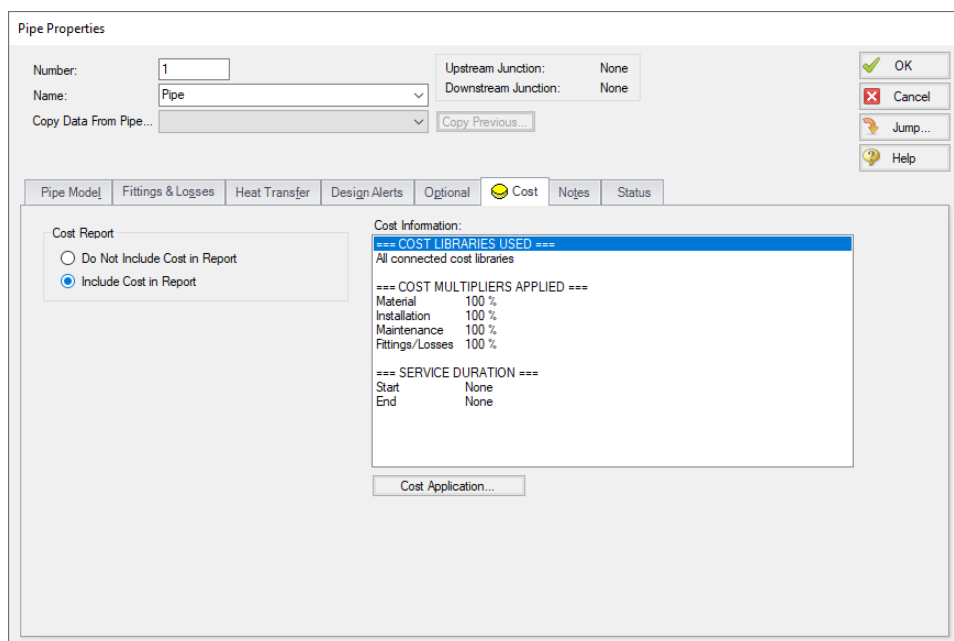 Pipe Properties
Number: 1
Upstream Junction: None
OK
Name: Pipe
Downstream Junction: None
Cancel
Copy Data From Pipe...
Copy Previous...
Jump...
Help
Pipe Model Fittings & Losses Heat Transfer Design Alerts Optional Cost Notes Status
Cost Report
Do Not Include Cost in Report
Include Cost in Report
Cost Information:
=== COST LIBRARIES USED ===
All connected cost libraries
=== COST MULTIPLIERS APPLIED ===
Material 100 %
Installation 100 %
Maintenance 100 %
Fittings/Losses 100 %
=== SERVICE DURATION ===
Start None
End None
Cost Application...